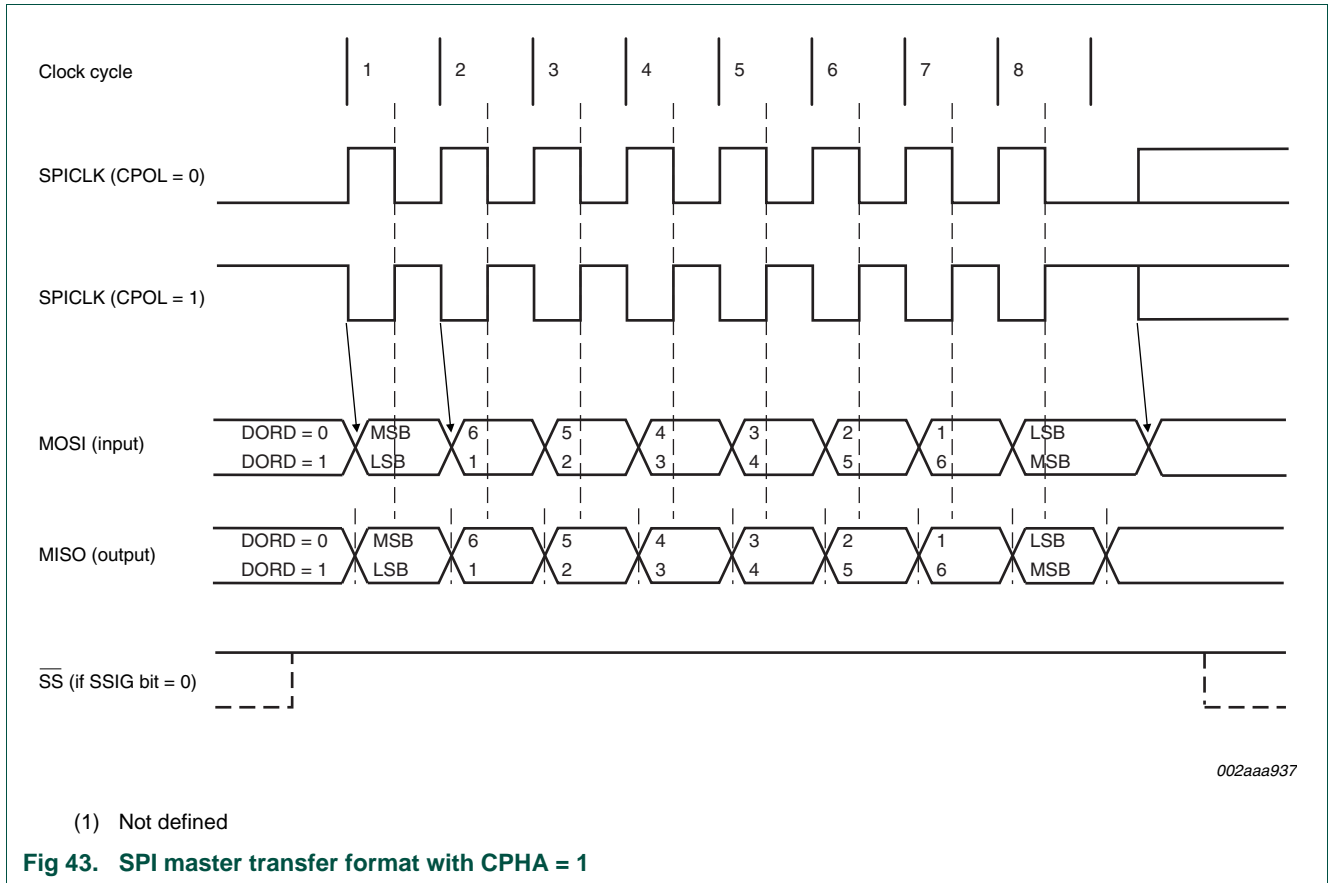 Clock cycle 1 2 3 4 5 6 7 8
SPICLK (CPOL = 0)
SPICLK (CPOL = 1)
MOSI (input)
DORD = 0 MSB 6 5 4 3 2 1 LSB
DORD = 1 LSB 1 2 3 4 5 6 MSB
MISO (output)
DORD = 0 MSB 6 5 4 3 2 1 LSB
DORD = 1 LSB 1 2 3 4 5 6 MSB
SS (if SSIG bit = 0)
002aaa937
(1) Not defined
Fig 43. SPI master transfer format with CPHA = 1